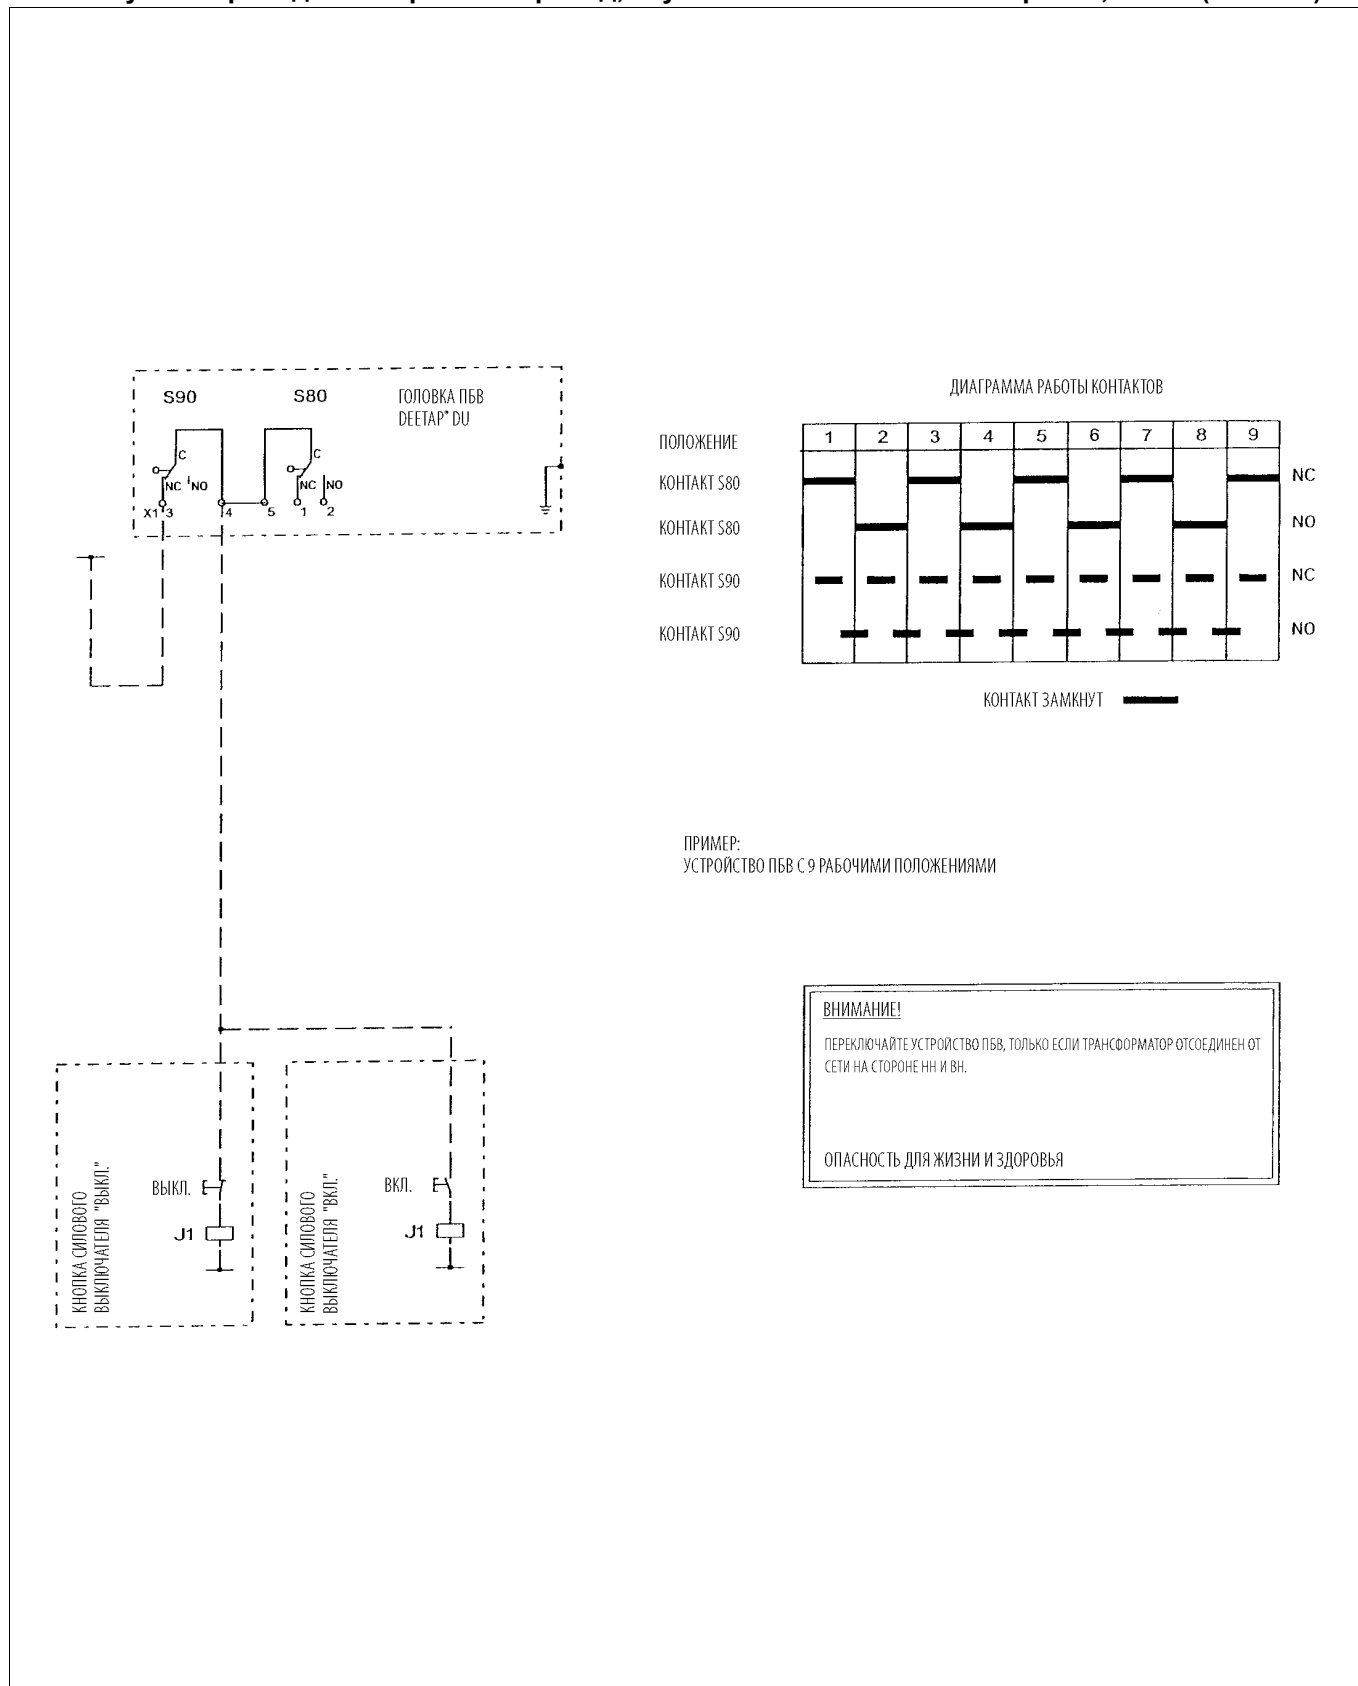 S90
S80
ГОЛОВКА ПБВ
DEETAP® DU
C
C
NC
NO
NC
NO
X1
3
4
5
1
2
ДИАГРАММА РАБОТЫ КОНТАКТОВ
ПОЛОЖЕНИЕ
1 2 3 4 5 6 7 8 9
КОНТАКТ S80
NC
КОНТАКТ S80
NO
КОНТАКТ S90
NC
КОНТАКТ S90
NO
КОНТАКТ ЗАМКНУТ
ПРИМЕР:
УСТРОЙСТВО ПБВ С 9 РАБОЧИМИ ПОЛОЖЕНИЯМИ
ВНИМАНИЕ!
ПЕРЕКЛЮЧАЙТЕ УСТРОЙСТВО ПБВ, ТОЛЬКО ЕСЛИ ТРАНСФОРМАТОР ОТСОЕДИНЕН ОТ
СЕТИ НА СТОРОНЕ НН И ВН.
ОПАСНОСТЬ ДЛЯ ЖИЗНИ И ЗДОРОВЬЯ
КНОПКА СИЛОВОГО
ВЫКЛЮЧАТЕЛЯ "ВЫКЛ."
ВЫКЛ.
J1
КНОПКА СИЛОВОГО
ВЫКЛЮЧАТЕЛЯ "ВКЛ."
ВКЛ.
J1